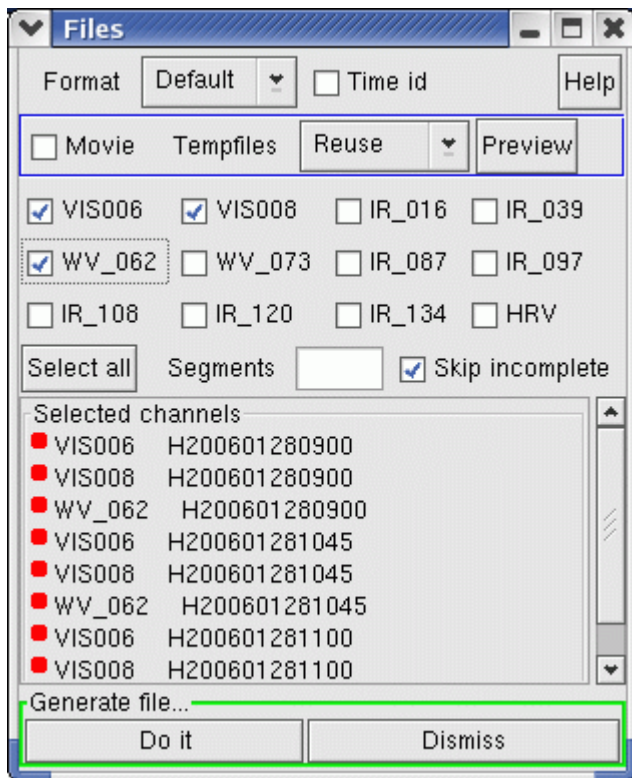 Files
Format Default Time id Help
Movie Tempfiles Reuse Preview
VIS006 VIS008 IR_016 IR_039
WV_062 WV_073 IR_087 IR_097
IR_108 IR_120 IR_134 HRV
Select all Segments Skip incomplete
Selected channels
VIS006 H200601280900
VIS008 H200601280900
WV_062 H200601280900
VIS006 H200601281045
VIS008 H200601281045
WV_062 H200601281045
VIS006 H200601281100
VIS008 H200601281100
Generate file...
Do it Dismiss